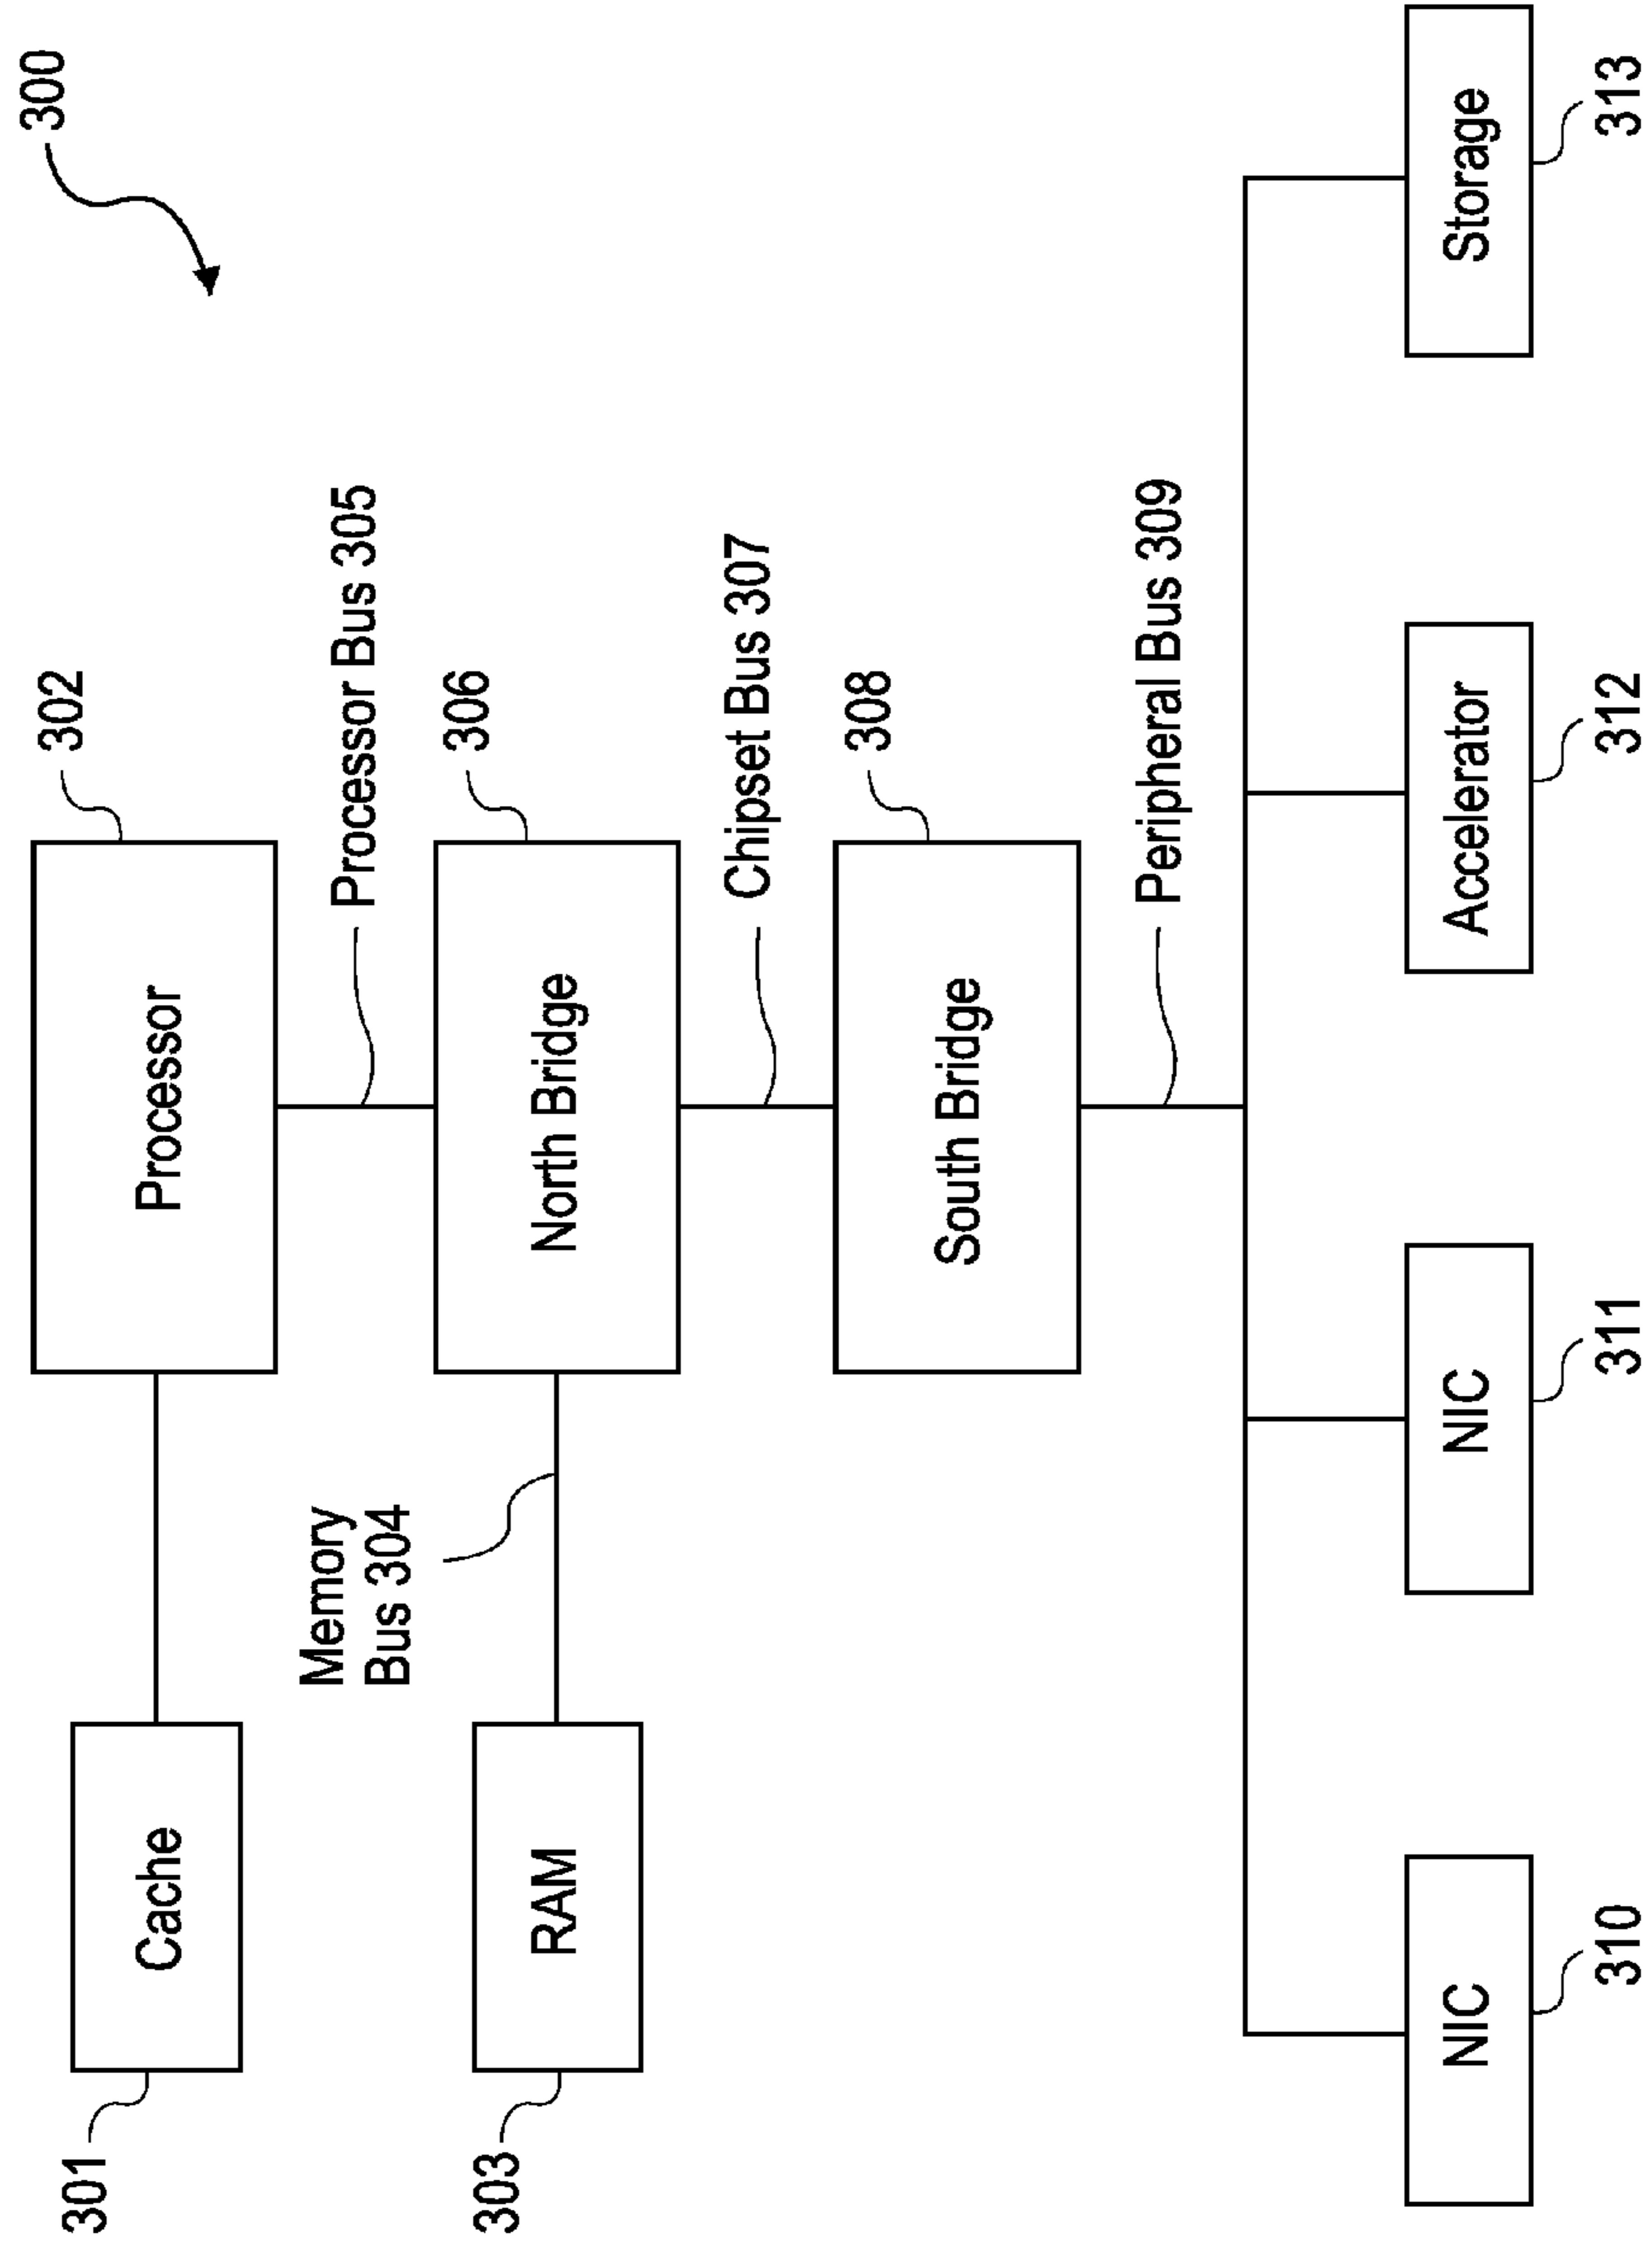 300
302
Processor
Cache
301
Processor Bus 305
Memory
Bus 304
306
North Bridge
RAM
303
Chipset Bus 307
308
South Bridge
Peripheral Bus 309
NIC
NIC
Accelerator
Storage
310
311
312
313